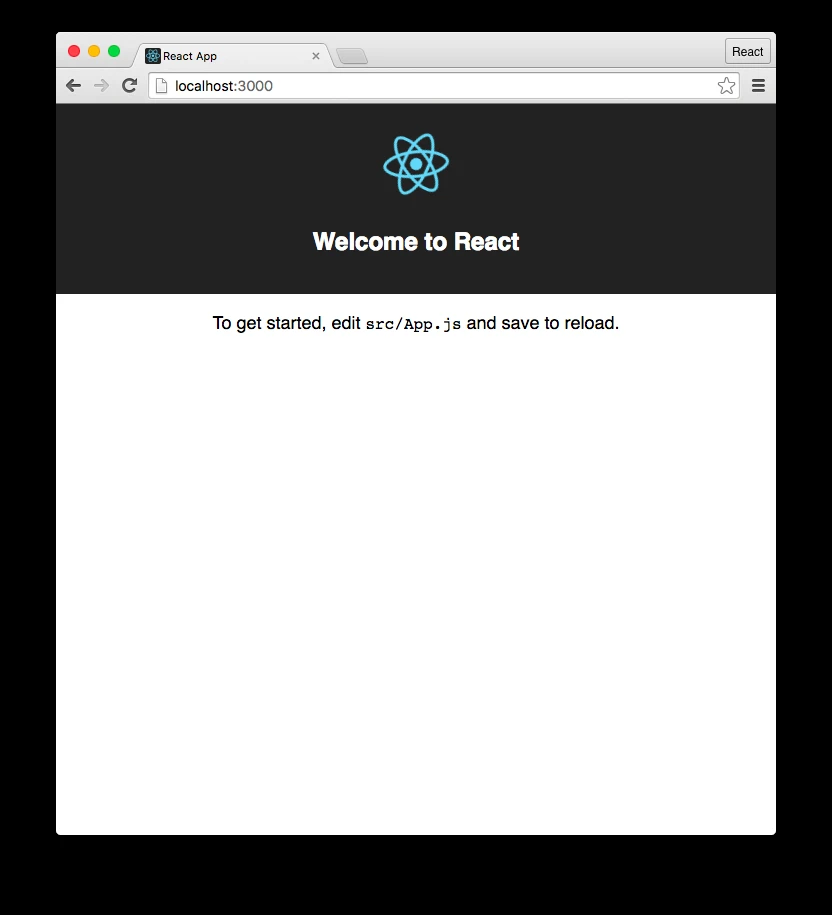 React App
React
localhost:3000
Welcome to React
To get started, edit src/App.js and save to reload.